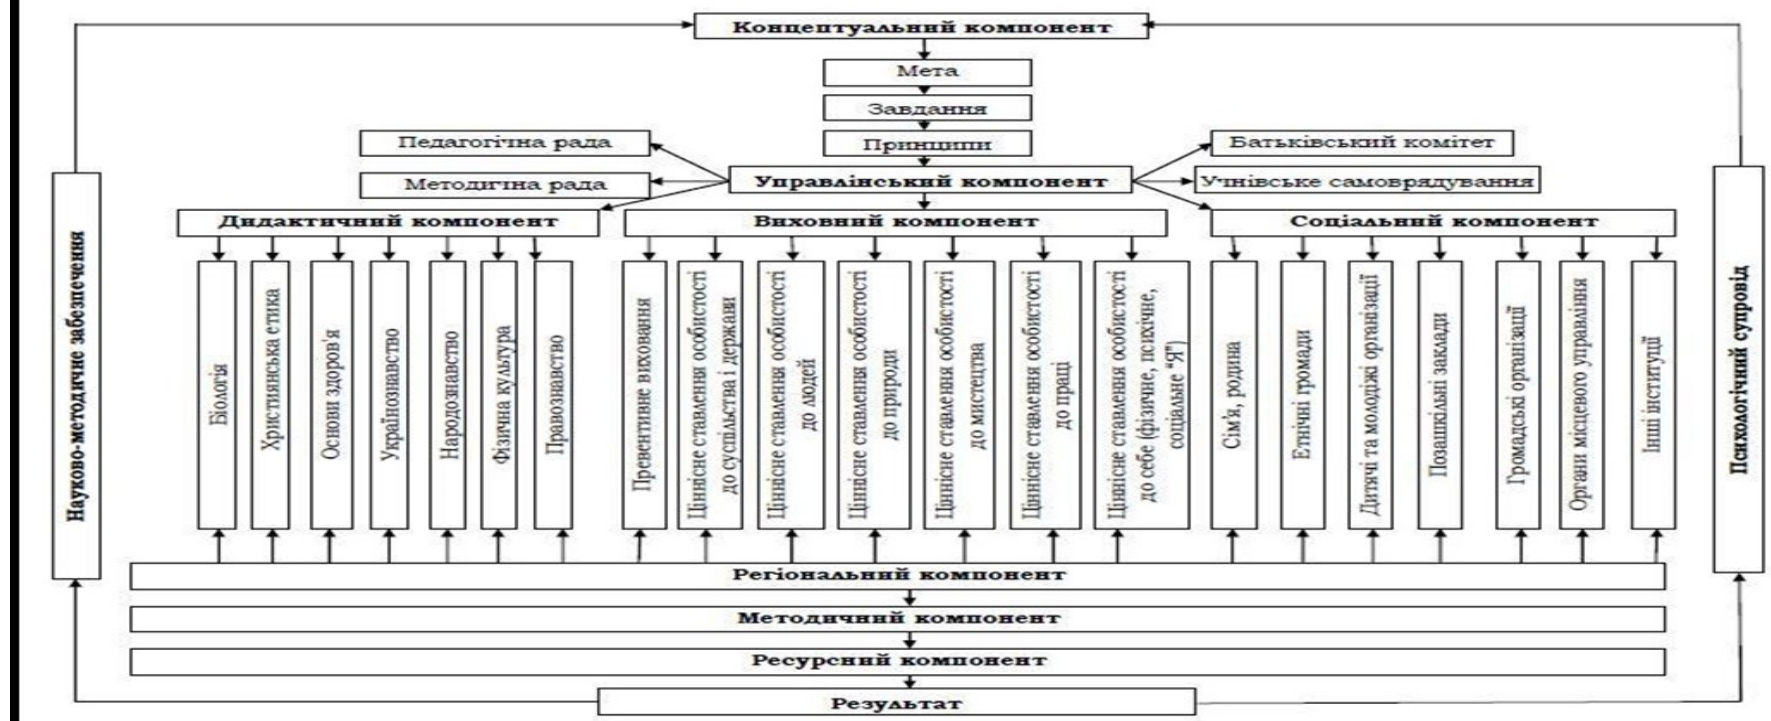 Концептуальний компонент
Мета
Завдання
Принципи
Педагогічна рада
Батьківський комітет
Методична рада
Управлінський компонент
Учнівське самоврядування
Дидактичний компонент
Виховний компонент
Соціальний компонент
Науково-методичне забезпечення
Біологія
Християнська етика
Основи здоров'я
Українознавство
Народознавство
Фізична культура
Правознавство
Превентивне виховання
Ціннісне ставлення особистості
до суспільства і держави
Ціннісне ставлення особистості
до людей
Ціннісне ставлення особистості
до природи
Ціннісне ставлення особистості
до мистецтва
Ціннісне ставлення особистості
до праці
Ціннісне ставлення особистості
до себе (фізичне, психічне,
соціальне “Я”)
Сім'я, родина
Етнічні громади
Дитячі та молодіжі організації
Позашкільні заклади
Громадські організації
Органи місцевого управління
Інші інституції
Психологічний супровід
Регіональний компонент
Методичний компонент
Ресурсний компонент
Результат